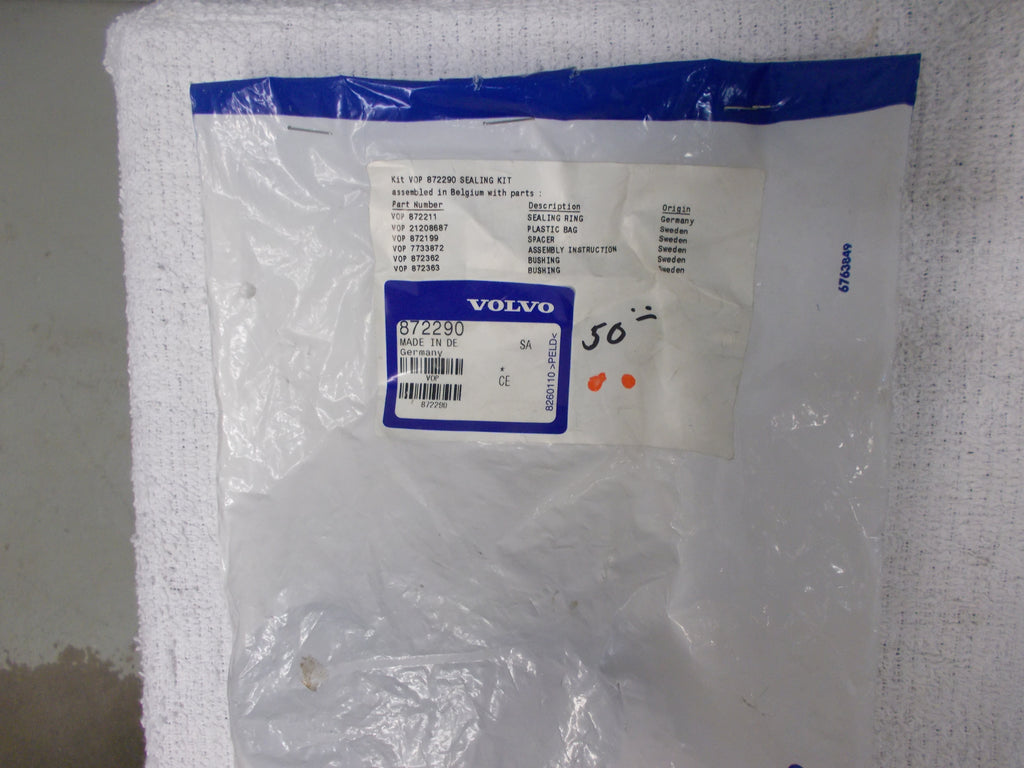 Kit VOP 872290 SEALING KIT
assembled in Belgium with parts :
Part Number Description Origin
VOP 872211 SEALING RING Germany
VOP 21208687 PLASTIC BAG Sweden
VOP 872199 SPACER Sweden
VOP 7733872 ASSEMBLY INSTRUCTION Sweden
VOP 872362 BUSHING Sweden
VOP 872363 BUSHING Sweden
VOLVO
872290
MADE IN DE SA
Germany
VOP
* CE
872290
8260110 >PELD<
50
6763849